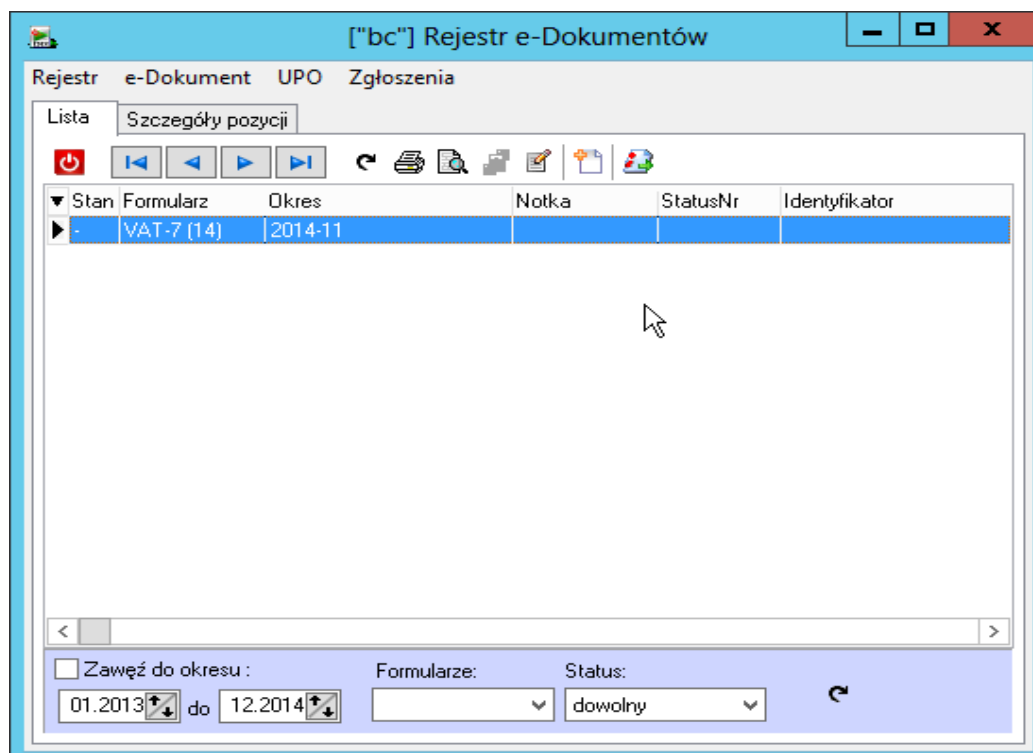 ["bc"] Rejestr e-Dokumentów
Rejestr e-Dokument UPO Zgłoszenia
Lista Szczegóły pozycji
Stan Formularz Okres Notka StatusNr Identyfikator
- VAT-7 (14) 2014-11
Zawęź do okresu : Formularze: Status:
01.2013 do 12.2014 dowolny